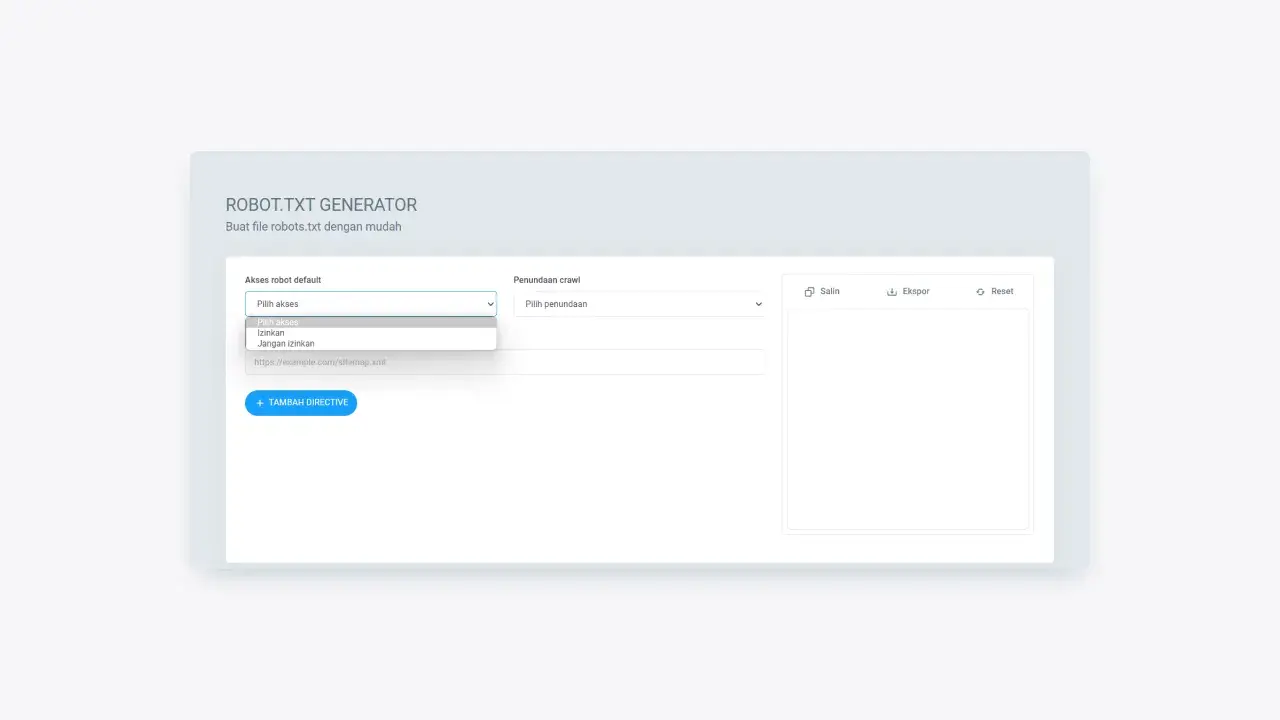 ROBOT.TXT GENERATOR
Buat file robots.txt dengan mudah
Akses robot default
Penundaan crawl
Pilih akses
Pilih penundaan
Pilih akses
Izinkan
Jangan izinkan
https://example.com/sitemap.xml
+ TAMBAH DIRECTIVE
Salin
Ekspor
Reset